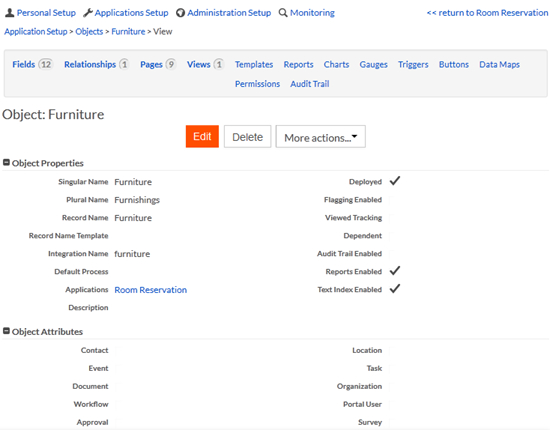 Personal Setup Applications Setup Administration Setup Monitoring << return to Room Reservation
Application Setup > Objects > Furniture > View
Fields 12 Relationships 1 Pages 9 Views 1 Templates Reports Charts Gauges Triggers Buttons Data Maps
Permissions Audit Trail
Object: Furniture
Edit Delete More actions...
Object Properties
Singular Name Furniture Deployed
Plural Name Furnishings Flagging Enabled
Record Name Furniture Viewed Tracking
Record Name Template Dependent
Integration Name furniture Audit Trail Enabled
Default Process Reports Enabled
Applications Room Reservation Text Index Enabled
Description
Object Attributes
Contact Location
Event Task
Document Organization
Workflow Portal User
Approval Survey